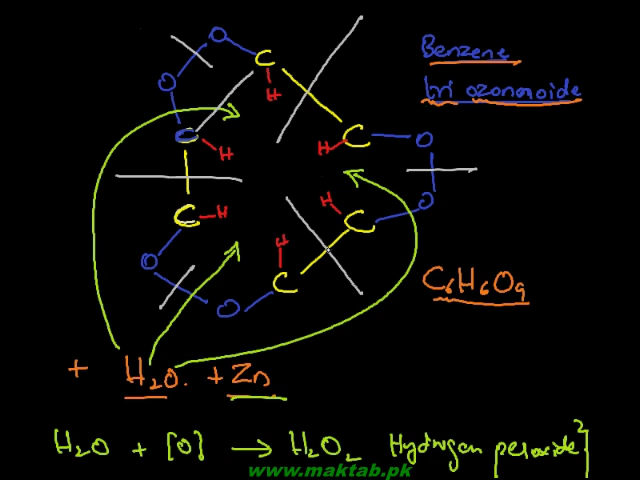 O
O
C
H
Benzene
tri ozonoide
C
H
H
C
O
O
C
H
H
C
H
C
O
O
C6H6O9
+ H2O. + Zn
H2O + [O] → H2O2 Hydrogen peroxide
www.maktab.pk